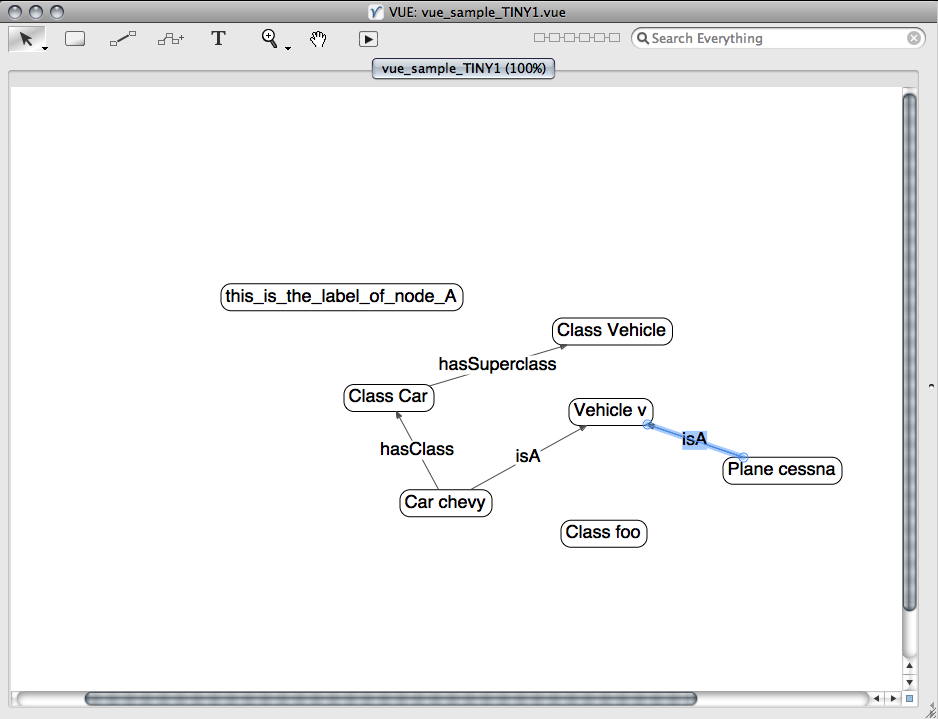 VUE: vue_sample_TINY1.vue
T
Search Everything
vue_sample_TINY1 (100%)
this_is_the_label_of_node_A
Class Vehicle
hasSuperclass
Class Car
Vehicle v
isA
hasClass
isA
Plane cessna
Car chevy
Class foo